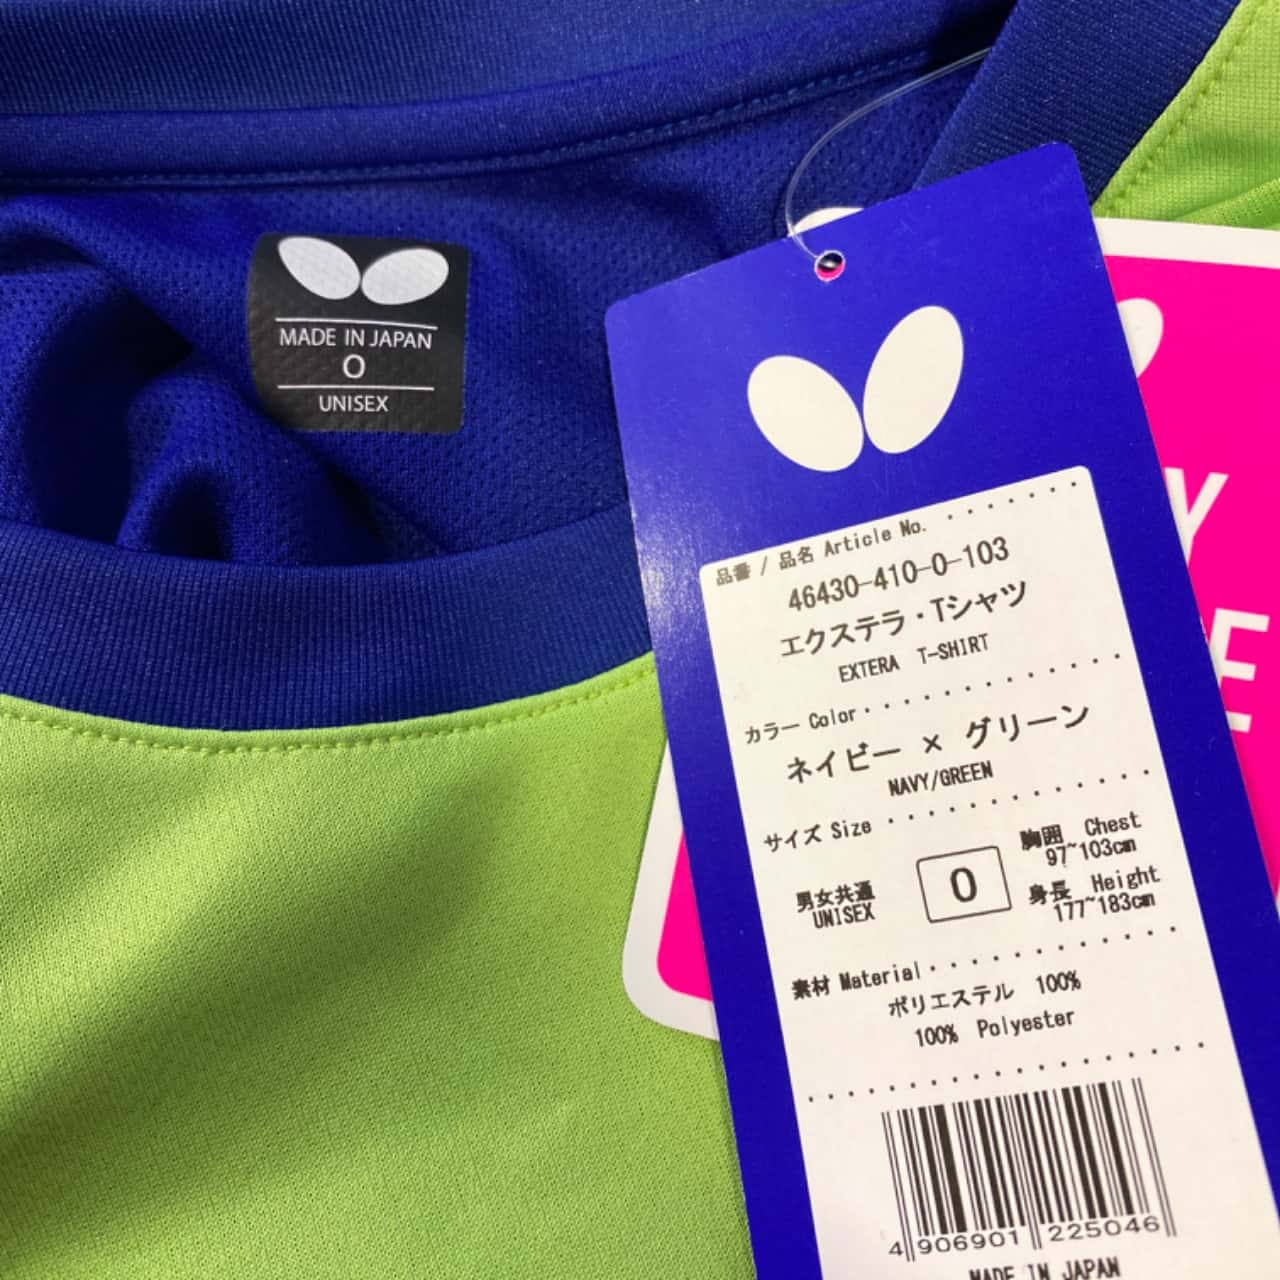 MADE IN JAPAN
O
UNISEX
品番 / 品名 Article No. ・・・・・・・
46430-410-0-103
エクステラ・Tシャツ
EXTERA T-SHIRT
カラー Color・・・・・・・・・・
ネイビー × グリーン
NAVY/GREEN
サイズ Size ・・・・・・・・・・
男女共通
UNISEX
O
胸囲 Chest
97~103cm
身長 Height
177~183cm
素材 Material・・・・・・・・・・
ポリエステル 100%
100% Polyester
4 906901 225046
MADE IN JAPAN
Y
E